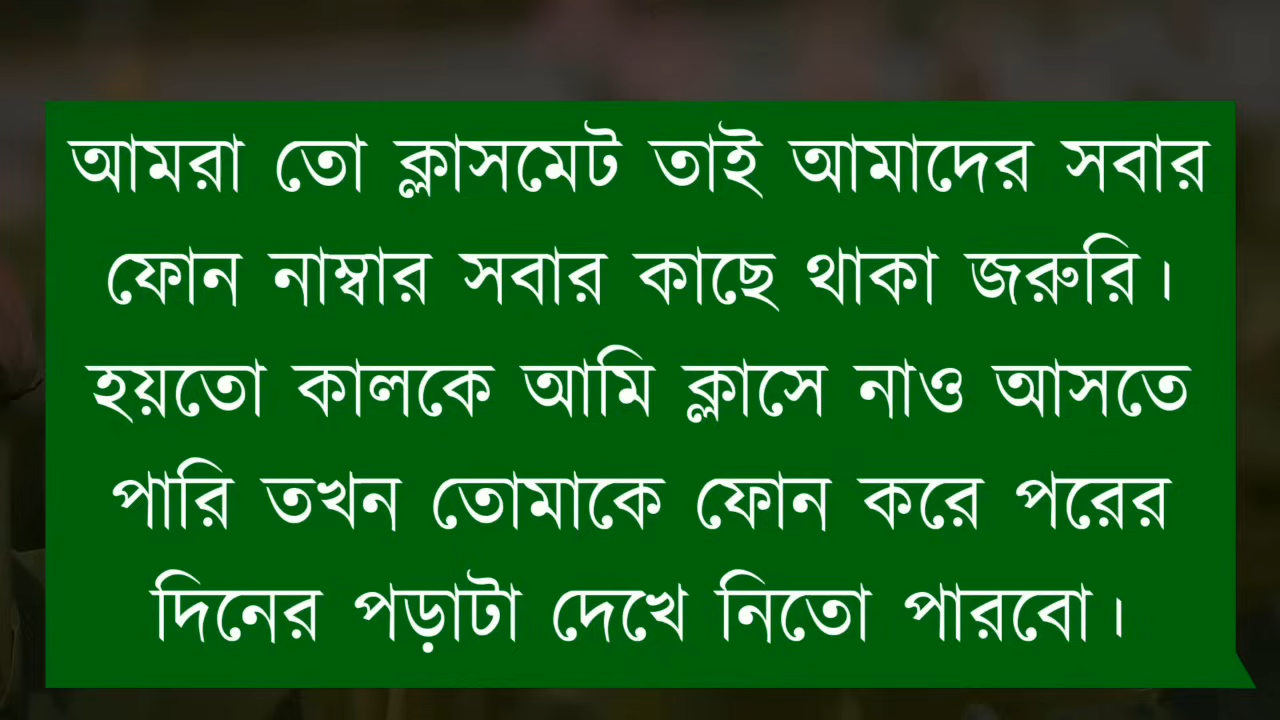 আমরা তো ক্লাসমেট তাই আমাদের সবার
ফোন নাম্বার সবার কাছে থাকা জরুরি।
হয়তো কালকে আমি ক্লাসে নাও আসতে
পারি তখন তোমাকে ফোন করে পরের
দিনের পড়াটা দেখে নিতো পারবো।